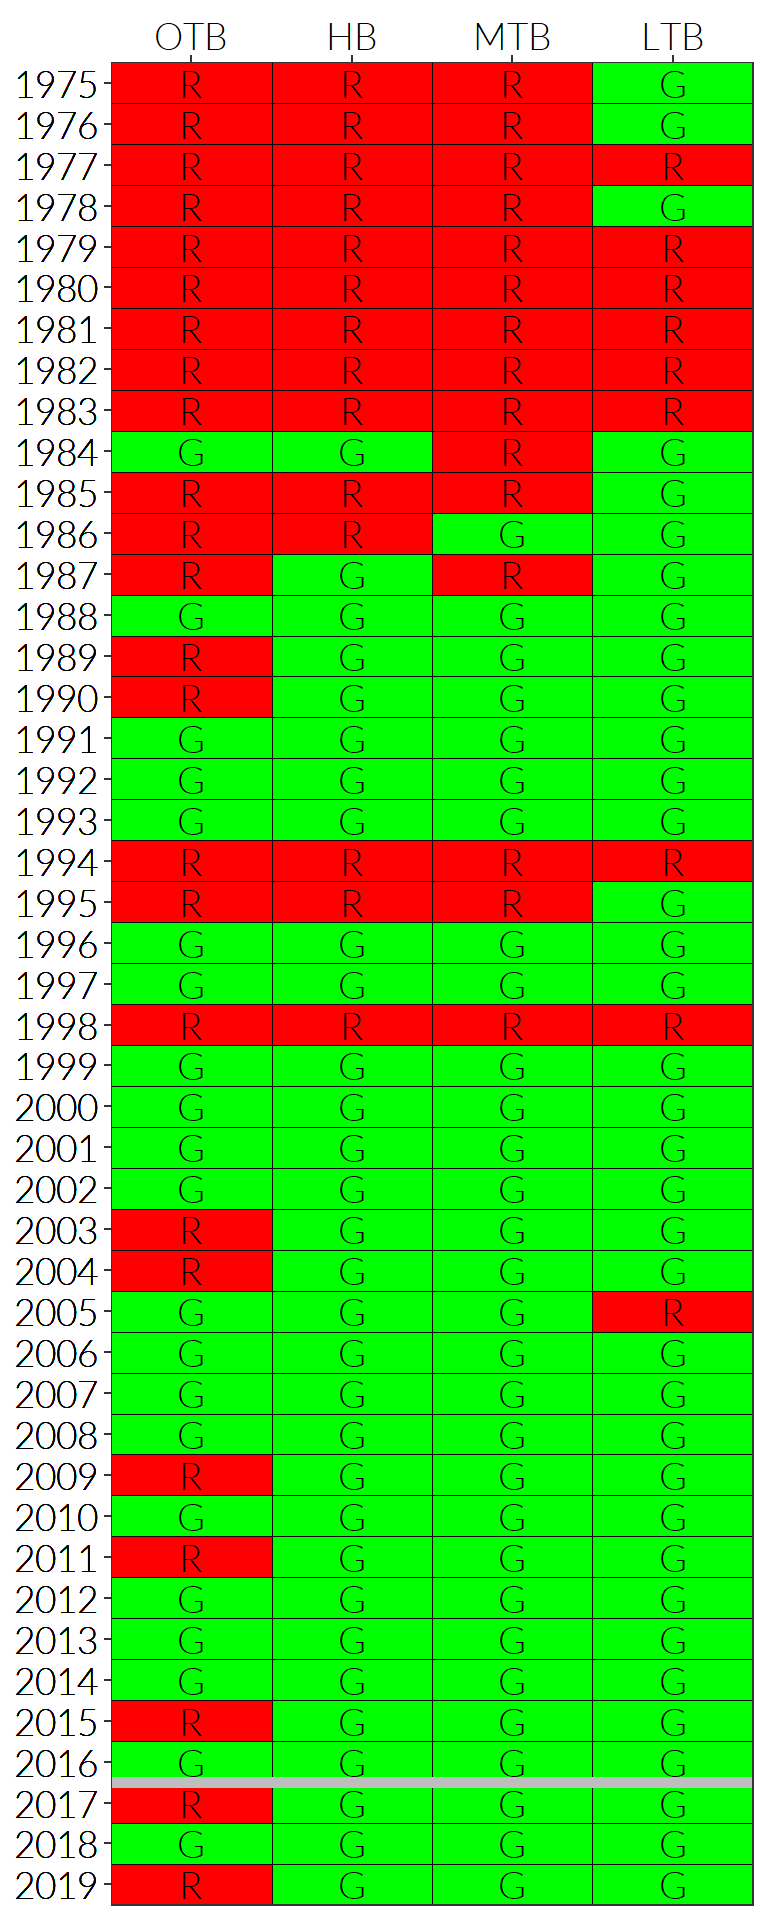 OTB HB MTB LTB
1975 R R R G
1976 R R R G
1977 R R R R
1978 R R R G
1979 R R R R
1980 R R R R
1981 R R R R
1982 R R R R
1983 R R R R
1984 G G R G
1985 R R R G
1986 R R G G
1987 R G R G
1988 G G G G
1989 R G G G
1990 R G G G
1991 G G G G
1992 G G G G
1993 G G G G
1994 R R R R
1995 R R R G
1996 G G G G
1997 G G G G
1998 R R R R
1999 G G G G
2000 G G G G
2001 G G G G
2002 G G G G
2003 R G G G
2004 R G G G
2005 G G G R
2006 G G G G
2007 G G G G
2008 G G G G
2009 R G G G
2010 G G G G
2011 R G G G
2012 G G G G
2013 G G G G
2014 G G G G
2015 R G G G
2016 G G G G
2017 R G G G
2018 G G G G
2019 R G G G